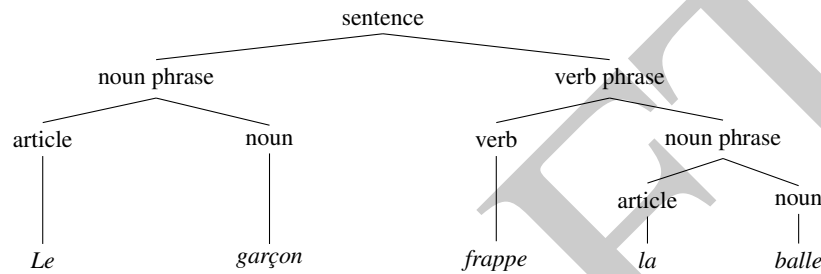 sentence
noun phrase verb phrase
article noun verb noun phrase
article noun
Le garçon frappe la balle